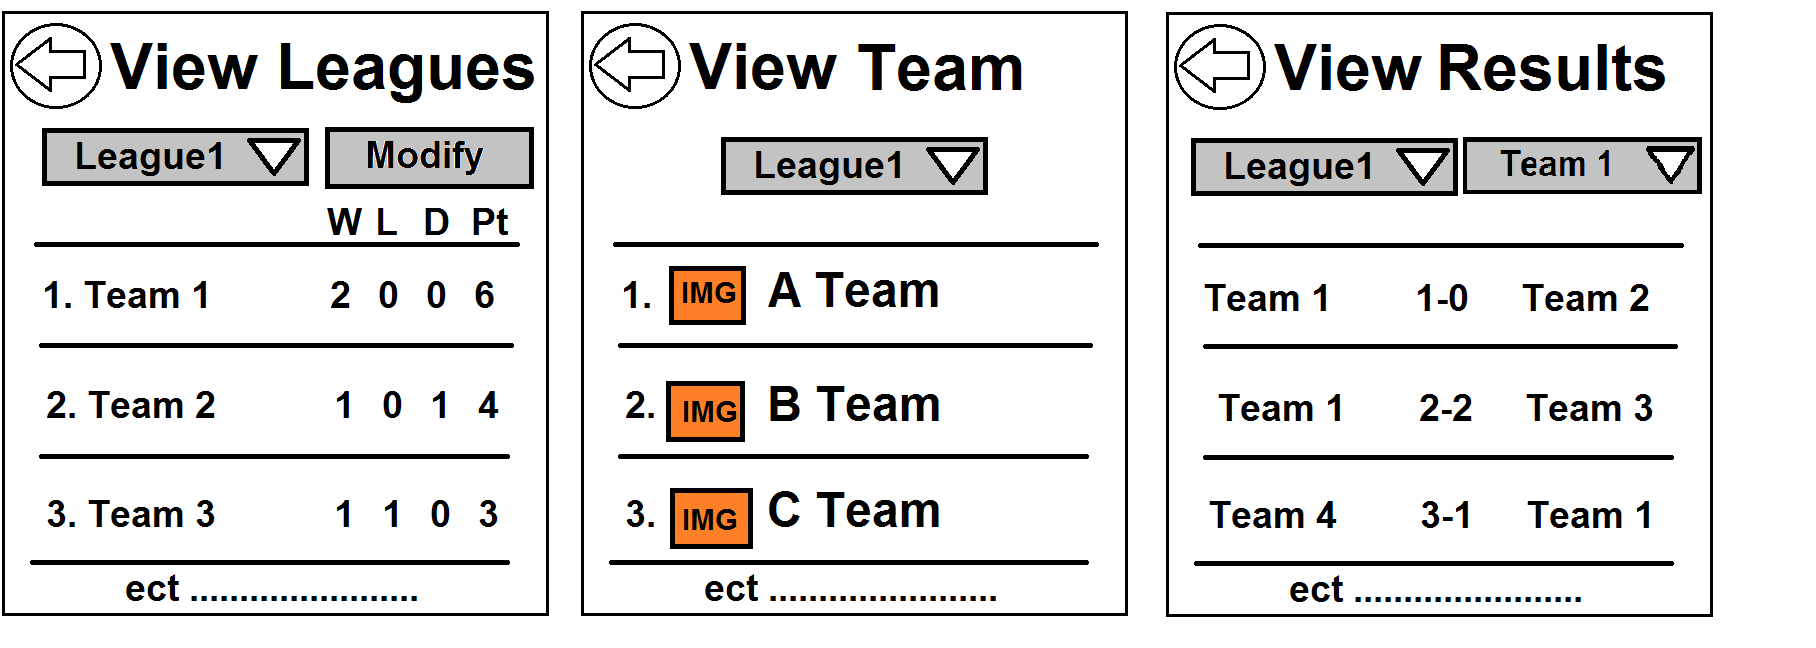 View Leagues
League1 Modify
W L D Pt
1. Team 1 2 0 0 6
2. Team 2 1 0 1 4
3. Team 3 1 1 0 3
ect .......................
View Team
League1
1. IMG A Team
2. IMG B Team
3. IMG C Team
ect .......................
View Results
League1 Team 1
Team 1 1-0 Team 2
Team 1 2-2 Team 3
Team 4 3-1 Team 1
ect .......................